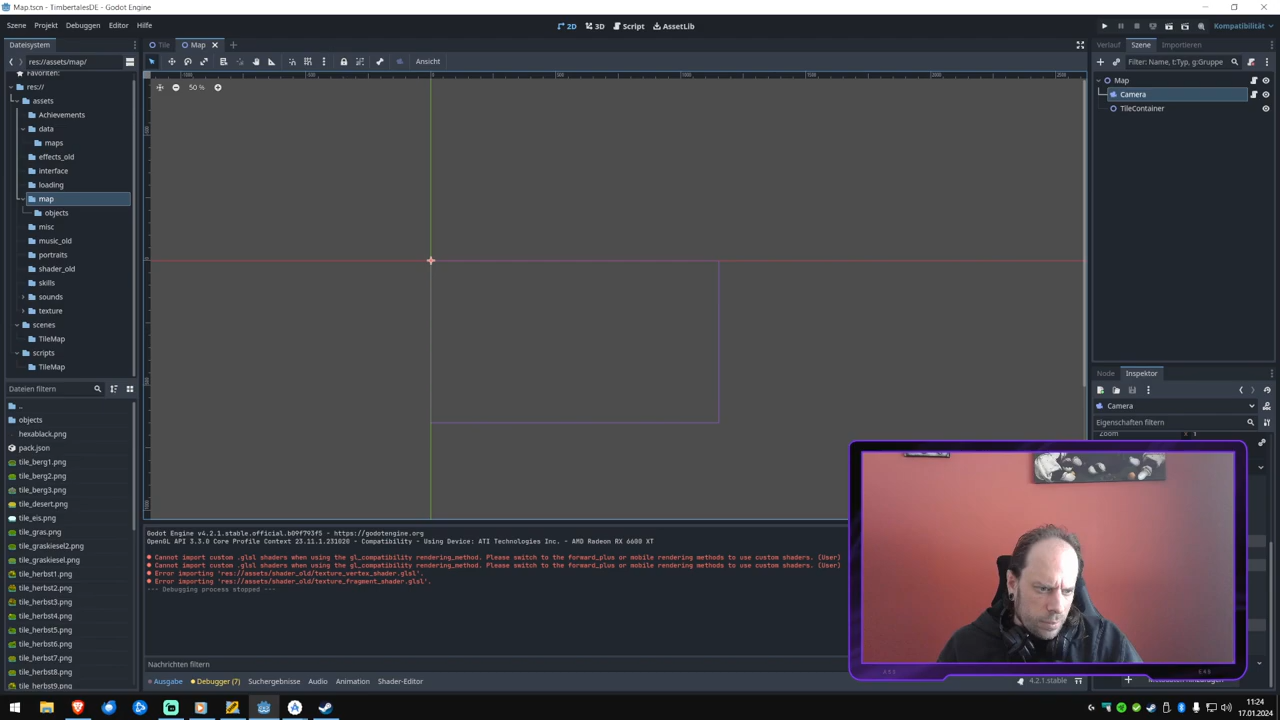 Map.tscn - TimbertalesDE - Godot Engine
Szene Projekt Debuggen Editor Hilfe
2D 3D Script AssetLib
Kompatibilität
Dateisystem
Tile Map
Verlauf Szene Importieren
res://assets/map/
Ansicht
Filter: Name, t:Typ, g:Gruppe
Favoriten:
res://
assets
Achievements
data
maps
effects_old
interface
loading
map
objects
misc
music_old
portraits
shader_old
skills
sounds
texture
scenes
TileMap
scripts
TileMap
50 %
Map
Camera
TileContainer
Dateien filtern
..
objects
hexablack.png
pack.json
tile_berg1.png
tile_berg2.png
tile_berg3.png
tile_desert.png
tile_eis.png
tile_gras.png
tile_graskiesel2.png
tile_graskiesel.png
tile_herbst1.png
tile_herbst2.png
tile_herbst3.png
tile_herbst4.png
tile_herbst5.png
tile_herbst6.png
tile_herbst7.png
tile_herbst8.png
tile_herbst9.png
Node Inspektor
Camera
Eigenschaften filtern
Zoom x 1
Godot Engine v4.2.1.stable.official.b09f793f5 - https://godotengine.org
OpenGL API 3.3.0 Core Profile Context 23.11.1.231020 - Compatibility - Using Device: ATI Technologies Inc. - AMD Radeon RX 6600 XT
Cannot import custom .glsl shaders when using the gl_compatibility rendering_method. Please switch to the forward_plus or mobile rendering methods to use custom shaders. (User)
Cannot import custom .glsl shaders when using the gl_compatibility rendering_method. Please switch to the forward_plus or mobile rendering methods to use custom shaders. (User)
Error importing 'res://assets/shader_old/texture_vertex_shader.glsl'.
Error importing 'res://assets/shader_old/texture_fragment_shader.glsl'.
--- Debugging process stopped ---
Nachrichten filtern
Ausgabe Debugger (7) Suchergebnisse Audio Animation Shader-Editor
4.2.1.stable
11:24
17.01.2024